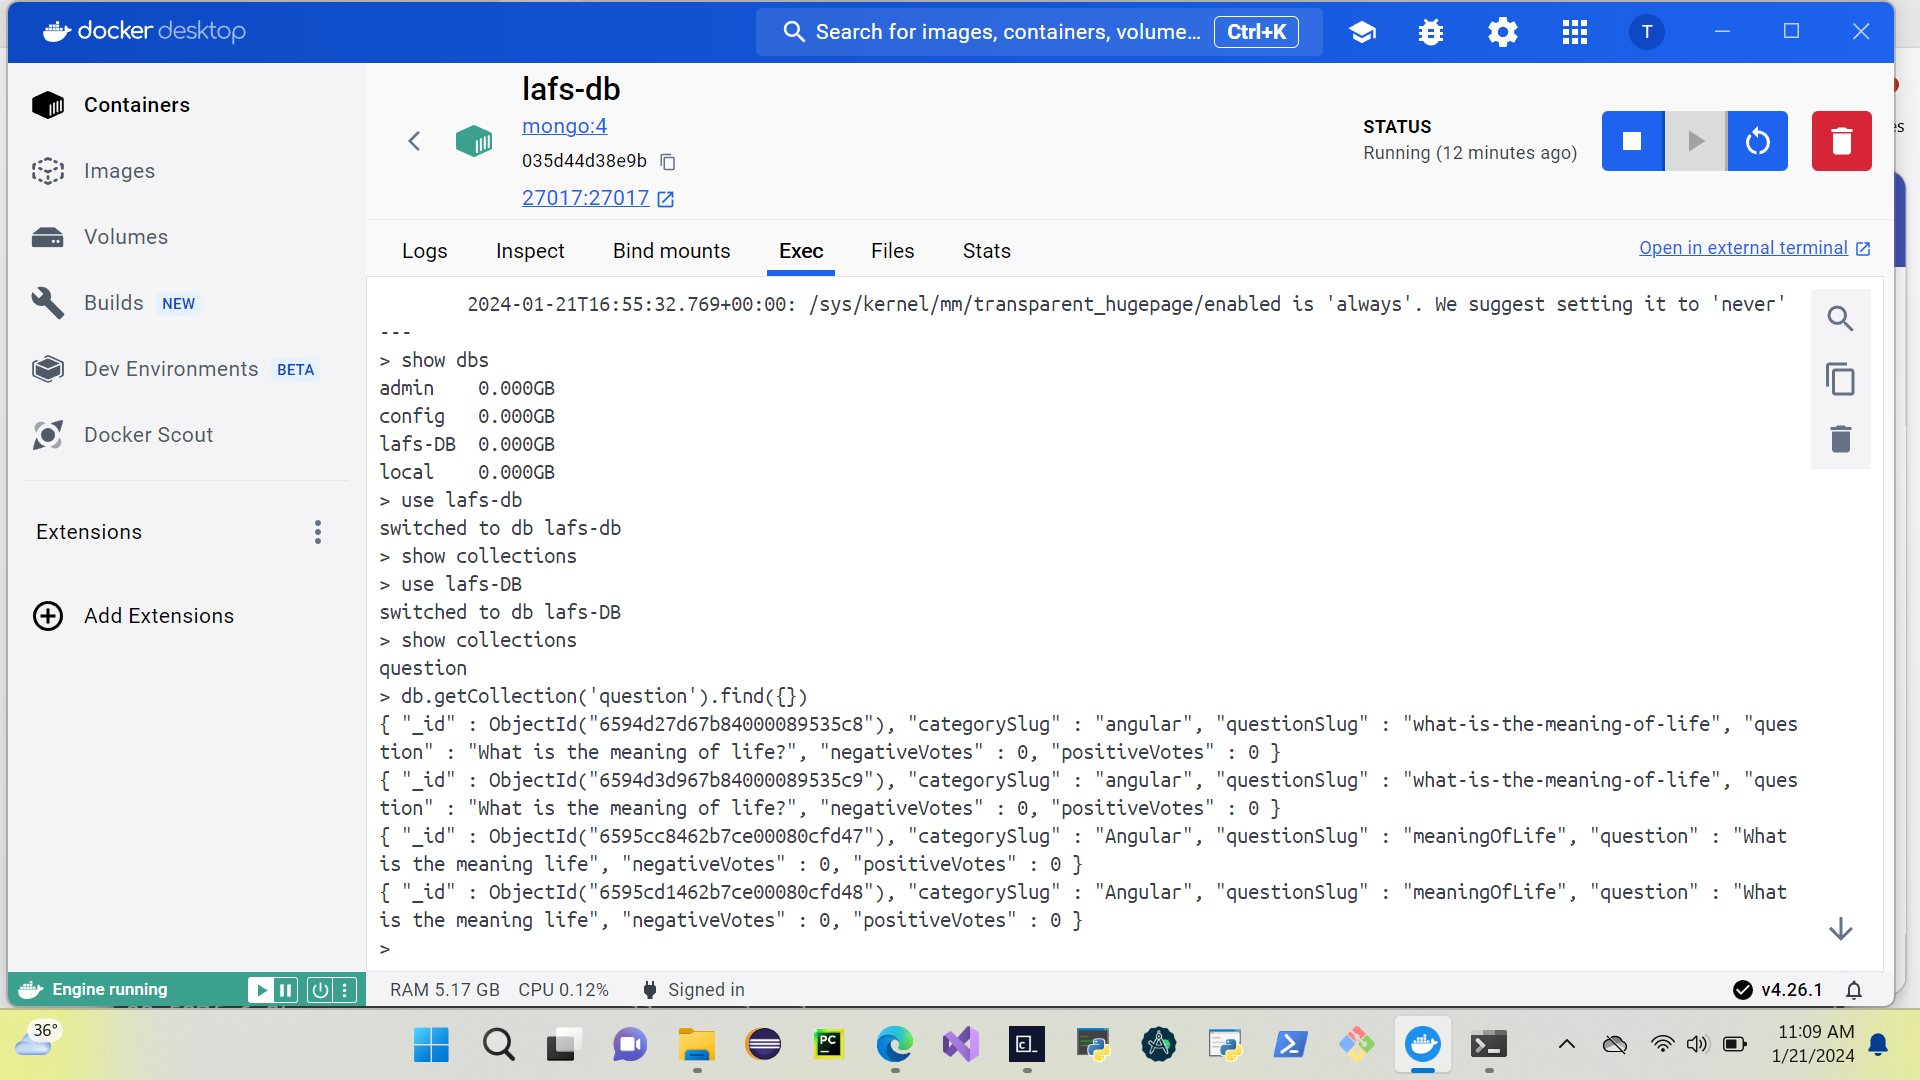 docker desktop
Search for images, containers, volume... Ctrl+K
T
Containers
Images
Volumes
Builds NEW
Dev Environments BETA
Docker Scout
Extensions
Add Extensions
lafs-db
mongo:4
035d44d38e9b
27017:27017
STATUS
Running (12 minutes ago)
Logs Inspect Bind mounts Exec Files Stats
Open in external terminal
2024-01-21T16:55:32.769+00:00: /sys/kernel/mm/transparent_hugepage/enabled is 'always'. We suggest setting it to 'never'
---
> show dbs
admin 0.000GB
config 0.000GB
lafs-DB 0.000GB
local 0.000GB
> use lafs-db
switched to db lafs-db
> show collections
> use lafs-DB
switched to db lafs-DB
> show collections
question
> db.getCollection('question').find({})
{ "_id" : ObjectId("6594d27d67b84000089535c8"), "categorySlug" : "angular", "questionSlug" : "what-is-the-meaning-of-life", "ques
tion" : "What is the meaning of life?", "negativeVotes" : 0, "positiveVotes" : 0 }
{ "_id" : ObjectId("6594d3d967b84000089535c9"), "categorySlug" : "angular", "questionSlug" : "what-is-the-meaning-of-life", "ques
tion" : "What is the meaning of life?", "negativeVotes" : 0, "positiveVotes" : 0 }
{ "_id" : ObjectId("6595cc8462b7ce00080cfd47"), "categorySlug" : "Angular", "questionSlug" : "meaningOfLife", "question" : "What
is the meaning life", "negativeVotes" : 0, "positiveVotes" : 0 }
{ "_id" : ObjectId("6595cd1462b7ce00080cfd48"), "categorySlug" : "Angular", "questionSlug" : "meaningOfLife", "question" : "What
is the meaning life", "negativeVotes" : 0, "positiveVotes" : 0 }
>
Engine running
RAM 5.17 GB CPU 0.12% Signed in
v4.26.1
36°
PC
11:09 AM
1/21/2024